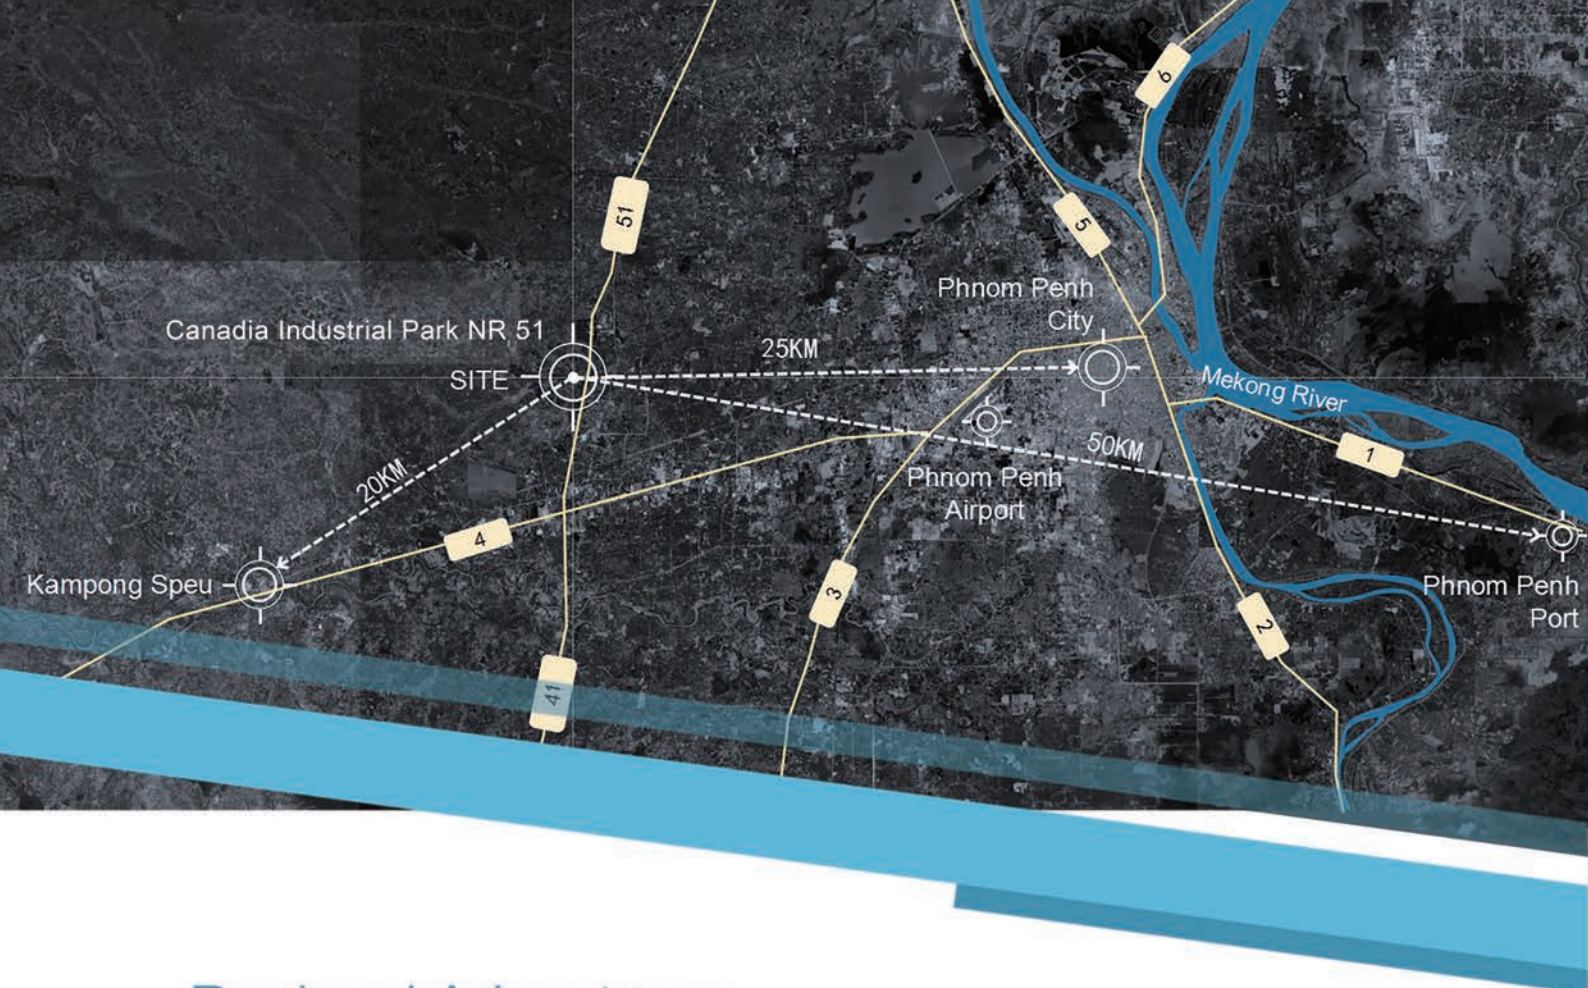 6
51
5
Phnom Penh
City
Canadia Industrial Park NR 51
25KM
SITE
Mekong River
50KM
1
20KM
Phnom Penh
Airport
4
Kampong Speu
3
Phnom Penh
Port
2
41